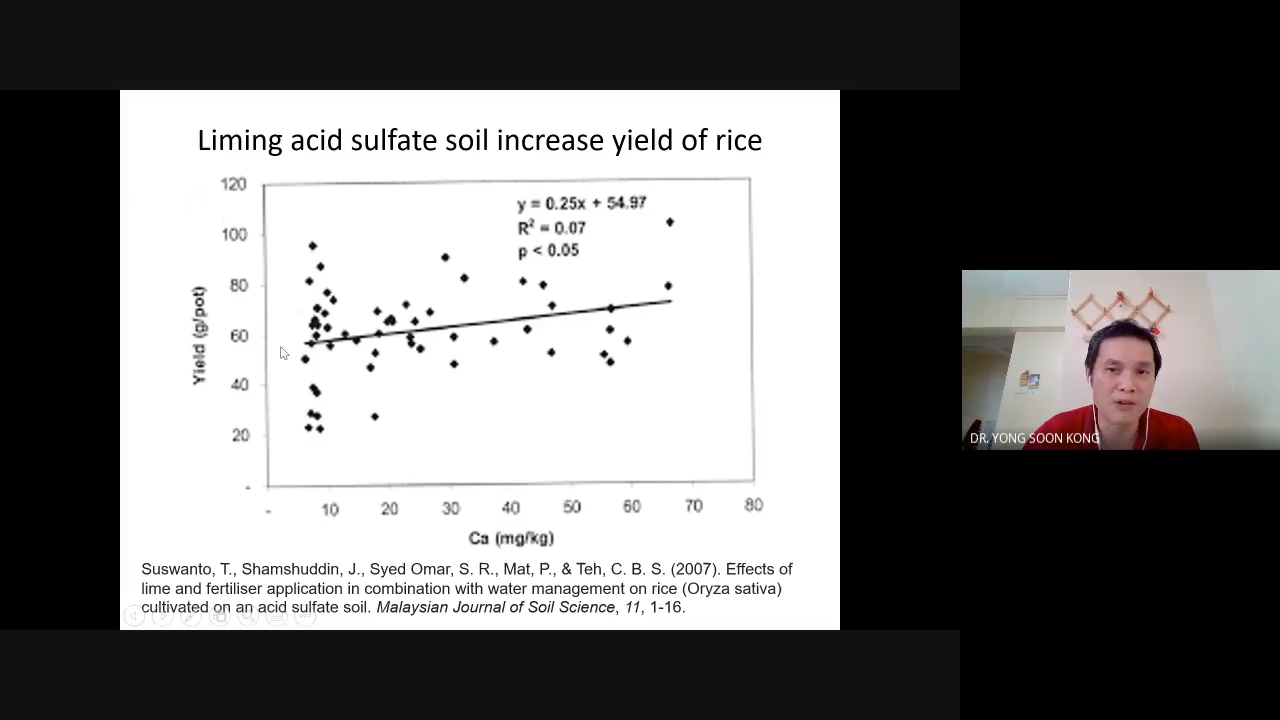 Liming acid sulfate soil increase yield of rice
120
y = 0.25x + 54.97
R² = 0.07
p < 0.05
100
80
60
40
20
-
Yield (g/pot)
- 10 20 30 40 50 60 70 80
Ca (mg/kg)
Suswanto, T., Shamshuddin, J., Syed Omar, S. R., Mat, P., & Teh, C. B. S. (2007). Effects of
lime and fertiliser application in combination with water management on rice (Oryza sativa)
cultivated on an acid sulfate soil. Malaysian Journal of Soil Science, 11, 1-16.
DR. YONG SOON KONG